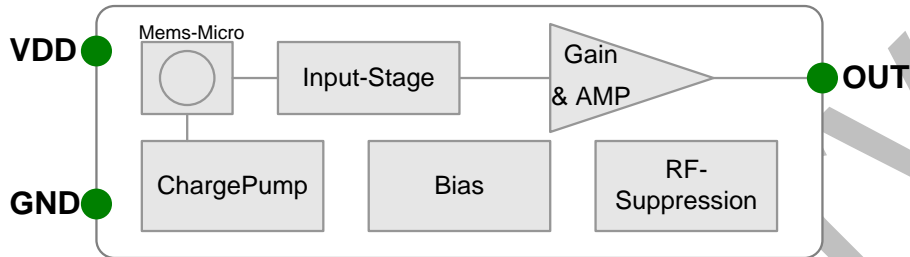 Mems-Micro
VDD
Input-Stage
Gain
& AMP
OUT
ChargePump
Bias
RF-
Suppression
GND